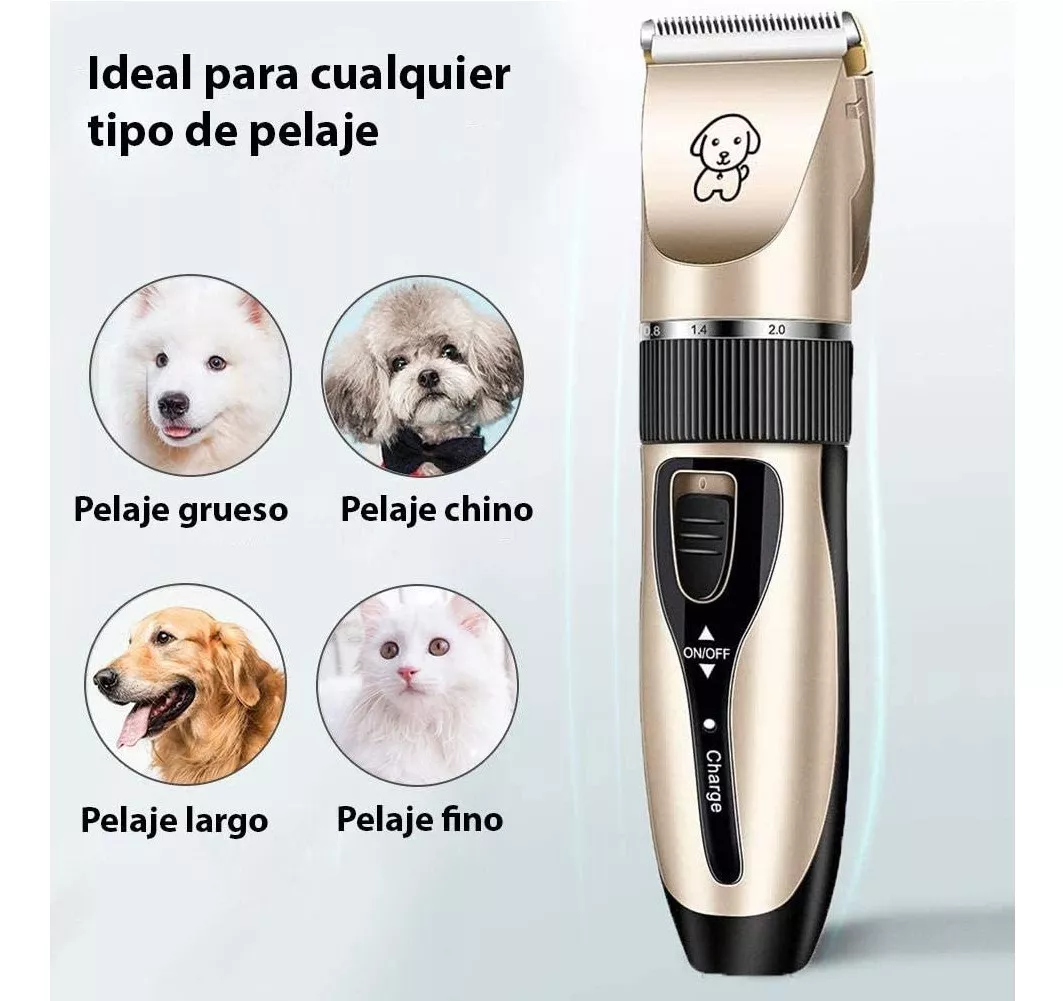 Ideal para cualquier
tipo de pelaje
0.8 1.4 2.0
Pelaje grueso
Pelaje chino
Pelaje largo
Pelaje fino
0
ON/OFF
Charge